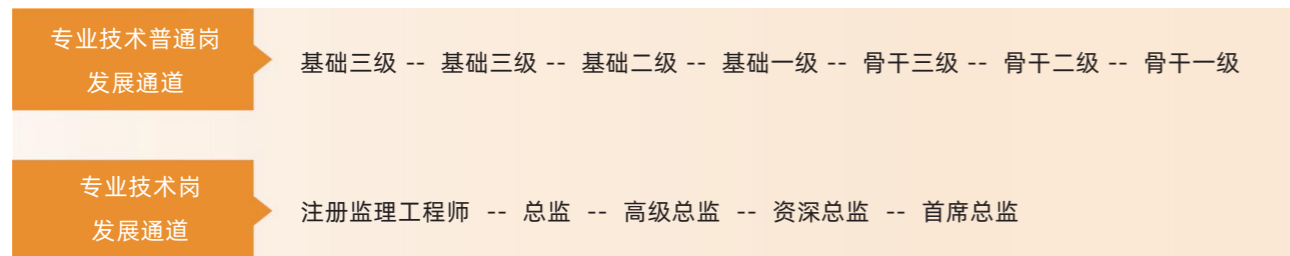 专业技术普通岗
发展通道
基础三级 -- 基础三级 -- 基础二级 -- 基础一级 -- 骨干三级 -- 骨干二级 -- 骨干一级
专业技术岗
发展通道
注册监理工程师 -- 总监 -- 高级总监 -- 资深总监 -- 首席总监